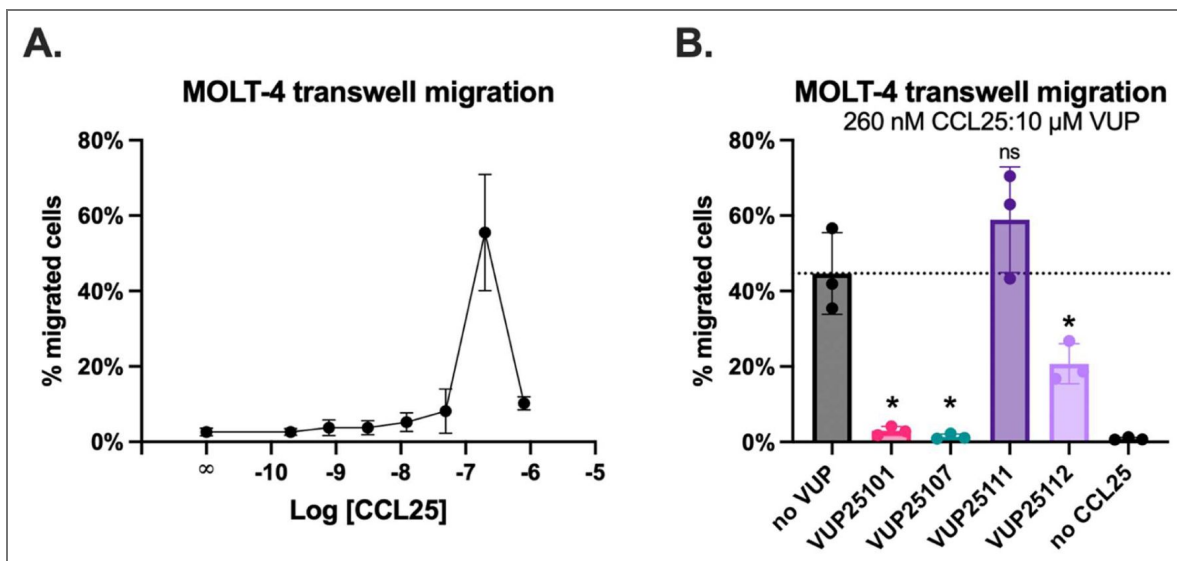 A.
MOLT-4 transwell migration
80%
60%
40%
20%
0%
% migrated cells
∞
-10
-9
-8
-7
-6
-5
Log [CCL25]
B.
MOLT-4 transwell migration
260 nM CCL25:10 μM VUP
80%
60%
40%
20%
0%
% migrated cells
*
*
ns
*
no VUP
VUP25101
VUP25107
VUP25111
VUP25112
no CCL25